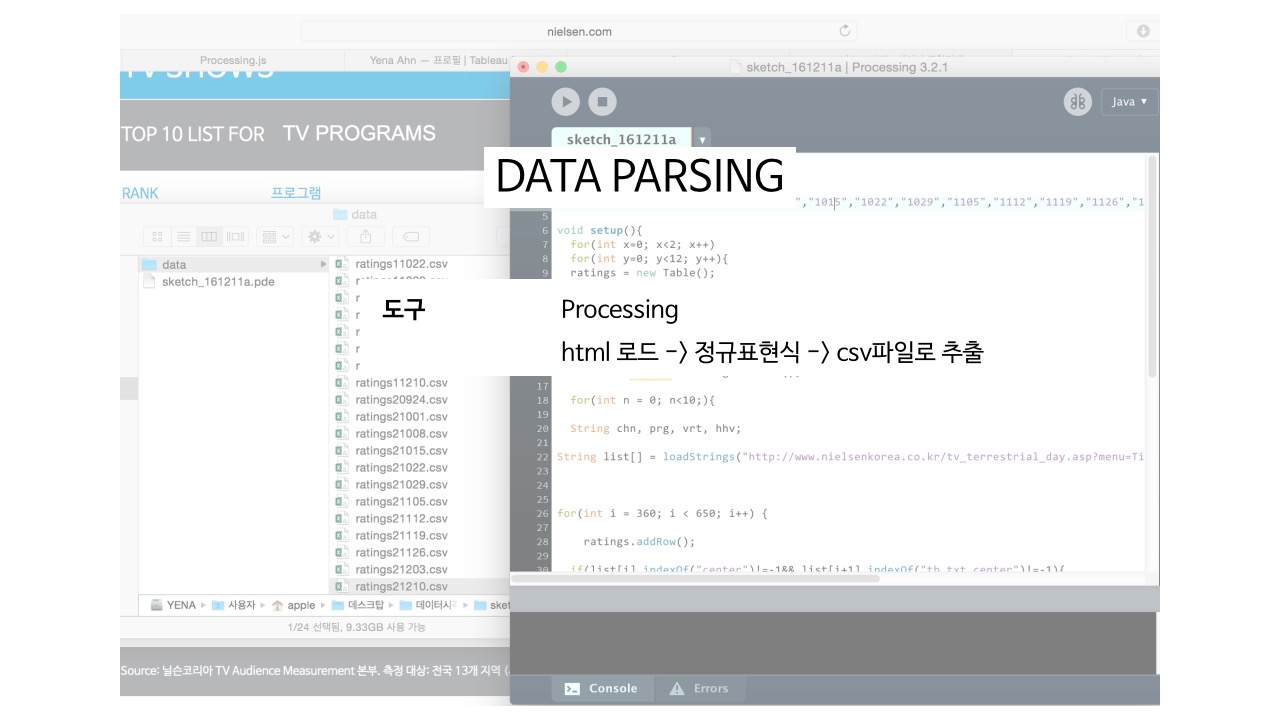 nielsen.com
Processing.js
Yena Ahn — 프로필 | Tableau
TV SHOWS
TOP 10 LIST FOR TV PROGRAMS
RANK 프로그램
data
data
sketch_161211a.pde
ratings11022.csv
r
r
r
r
r
r
ratings11210.csv
ratings20924.csv
ratings21001.csv
ratings21008.csv
ratings21015.csv
ratings21022.csv
ratings21029.csv
ratings21105.csv
ratings21112.csv
ratings21119.csv
ratings21126.csv
ratings21203.csv
ratings21210.csv
YENA 사용자 apple 데스크탑 데이터시각 sket
1/24 선택됨, 9.33GB 사용 가능
Source: 닐슨코리아 TV Audience Measurement 본부. 측정 대상: 전국 13개 지역
sketch_161211a | Processing 3.2.1
Java
sketch_161211a
DATA PARSING
","1015","1022","1029","1105","1112","1119","1126","1
5
6 void setup(){
7 for(int x=0; x<2; x++)
8 for(int y=0; y<12; y++){
9 ratings = new Table();
도구 Processing
html 로드 -> 정규표현식 -> csv파일로 추출
17
18 for(int n = 0; n<10;){
19
20 String chn, prg, vrt, hhv;
21
22 String list[] = loadStrings("http://www.nielsenkorea.co.kr/tv_terrestrial_day.asp?menu=Ti
23
24
25
26 for(int i = 360; i < 650; i++) {
27
28 ratings.addRow();
29
30 if(list[i].indexOf("center")!=-1&& list[i+1].indexOf("tb_txt_center")!=-1){
Console
Errors